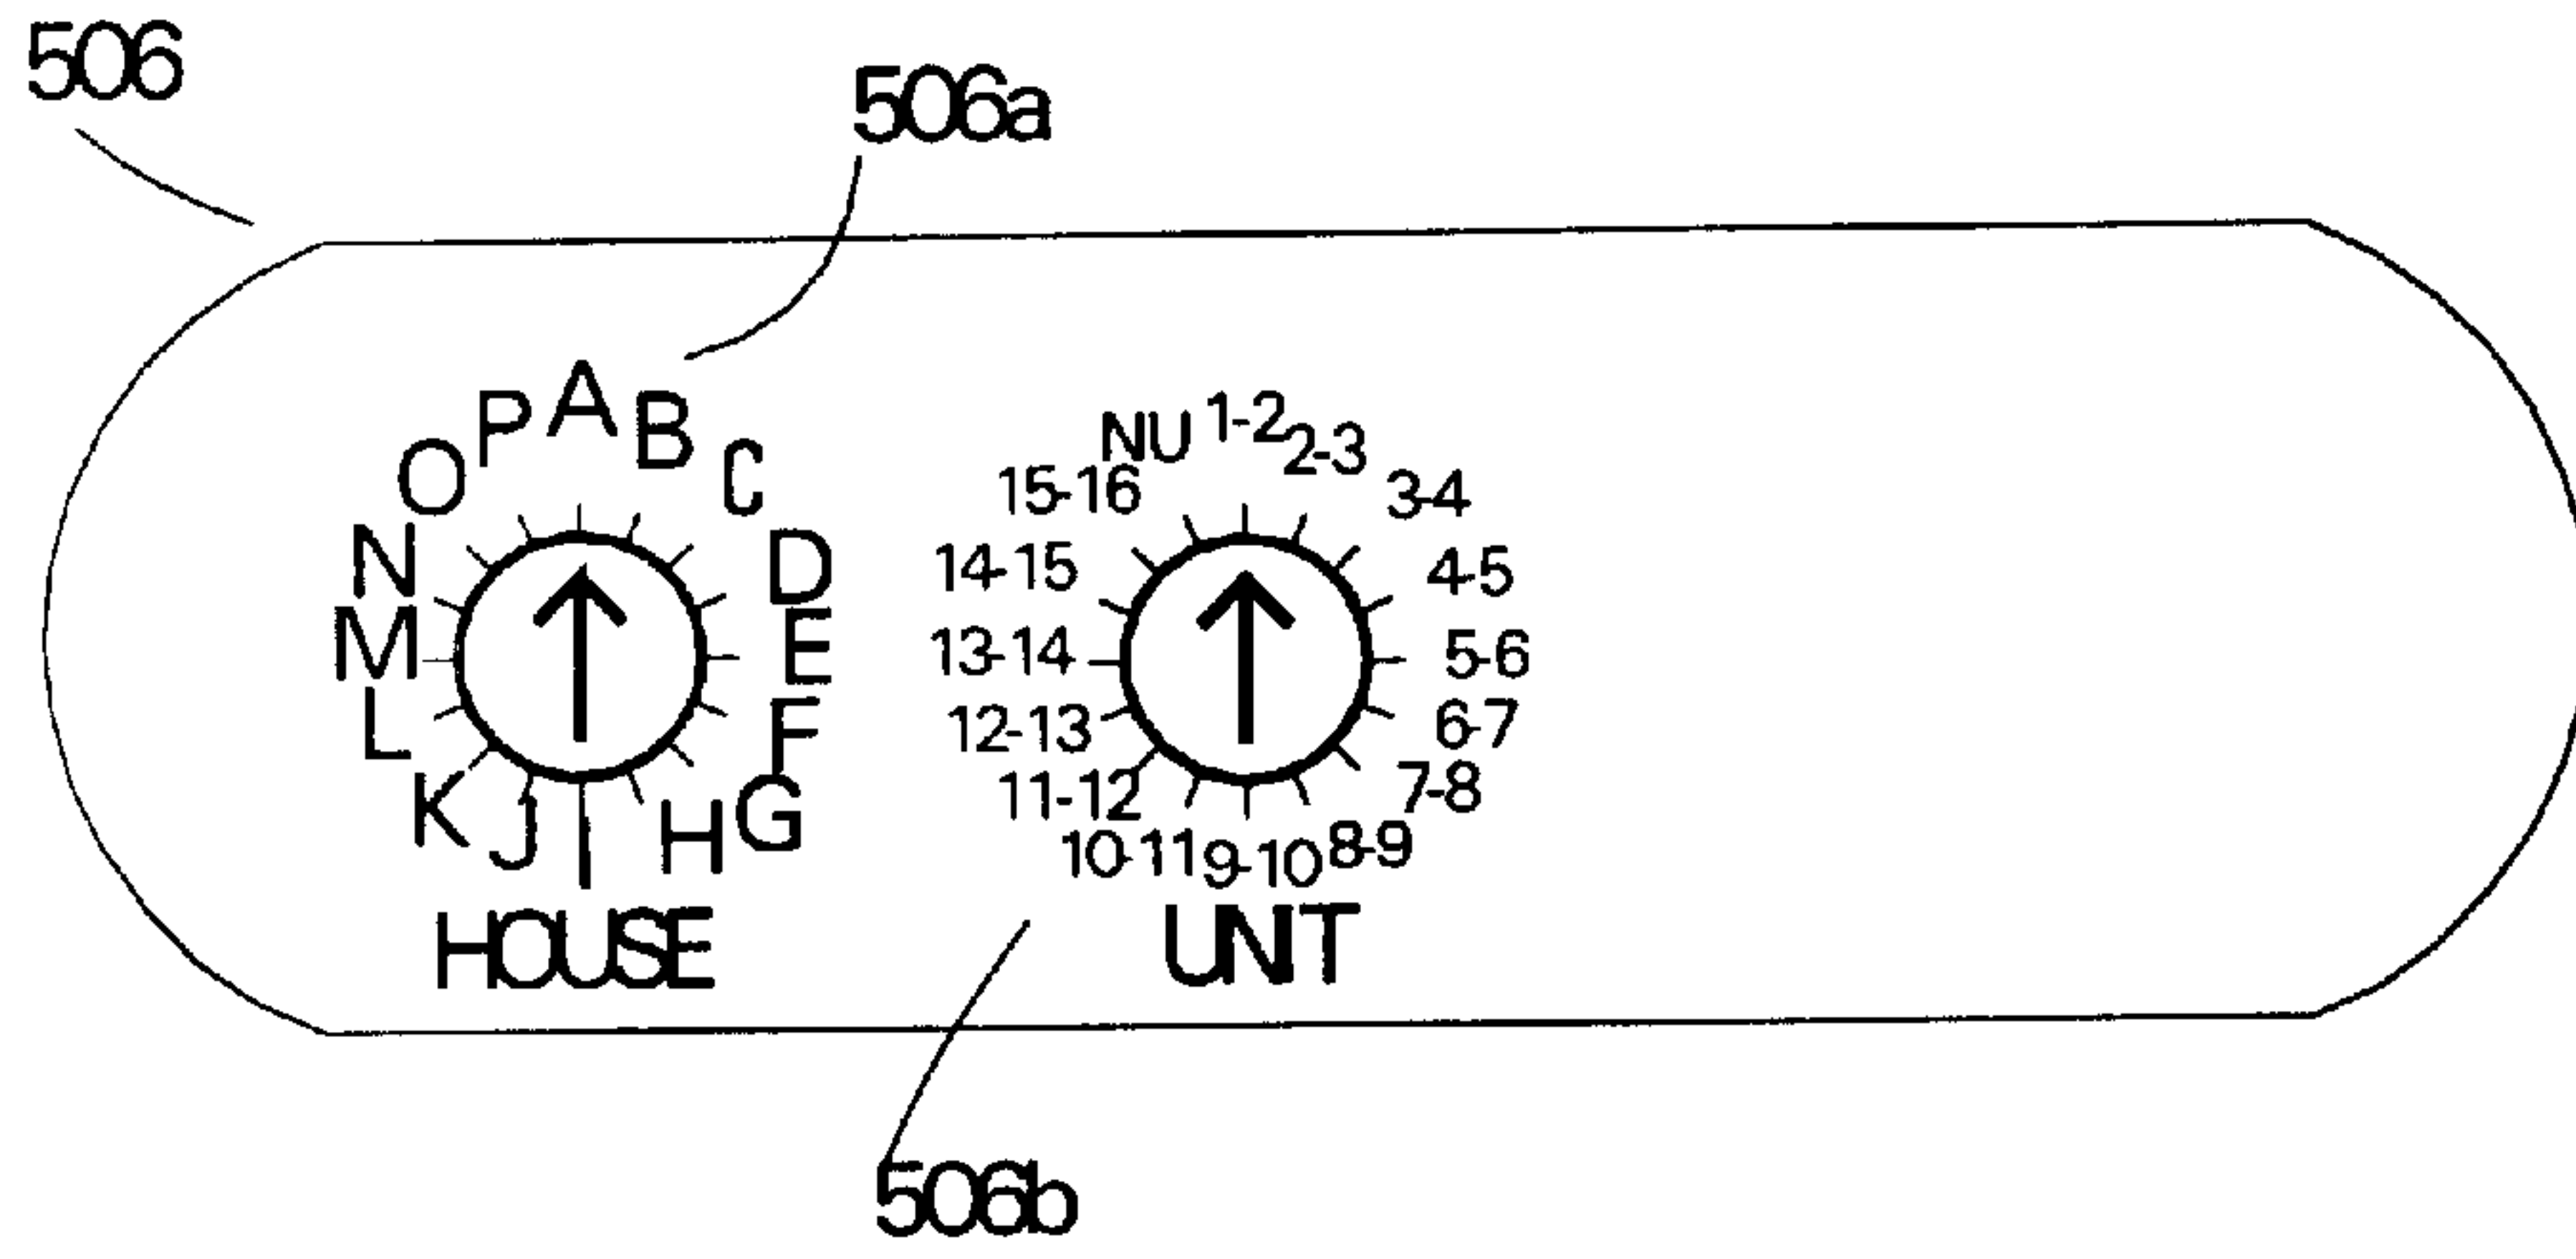 506
506a
A B C D E F G H I J K L M N O P
HOUSE
1-2 2-3 3-4 4-5 5-6 6-7 7-8 8-9 9-10 10-11 11-12 12-13 13-14 14-15 15-16 NU
UNIT
506b